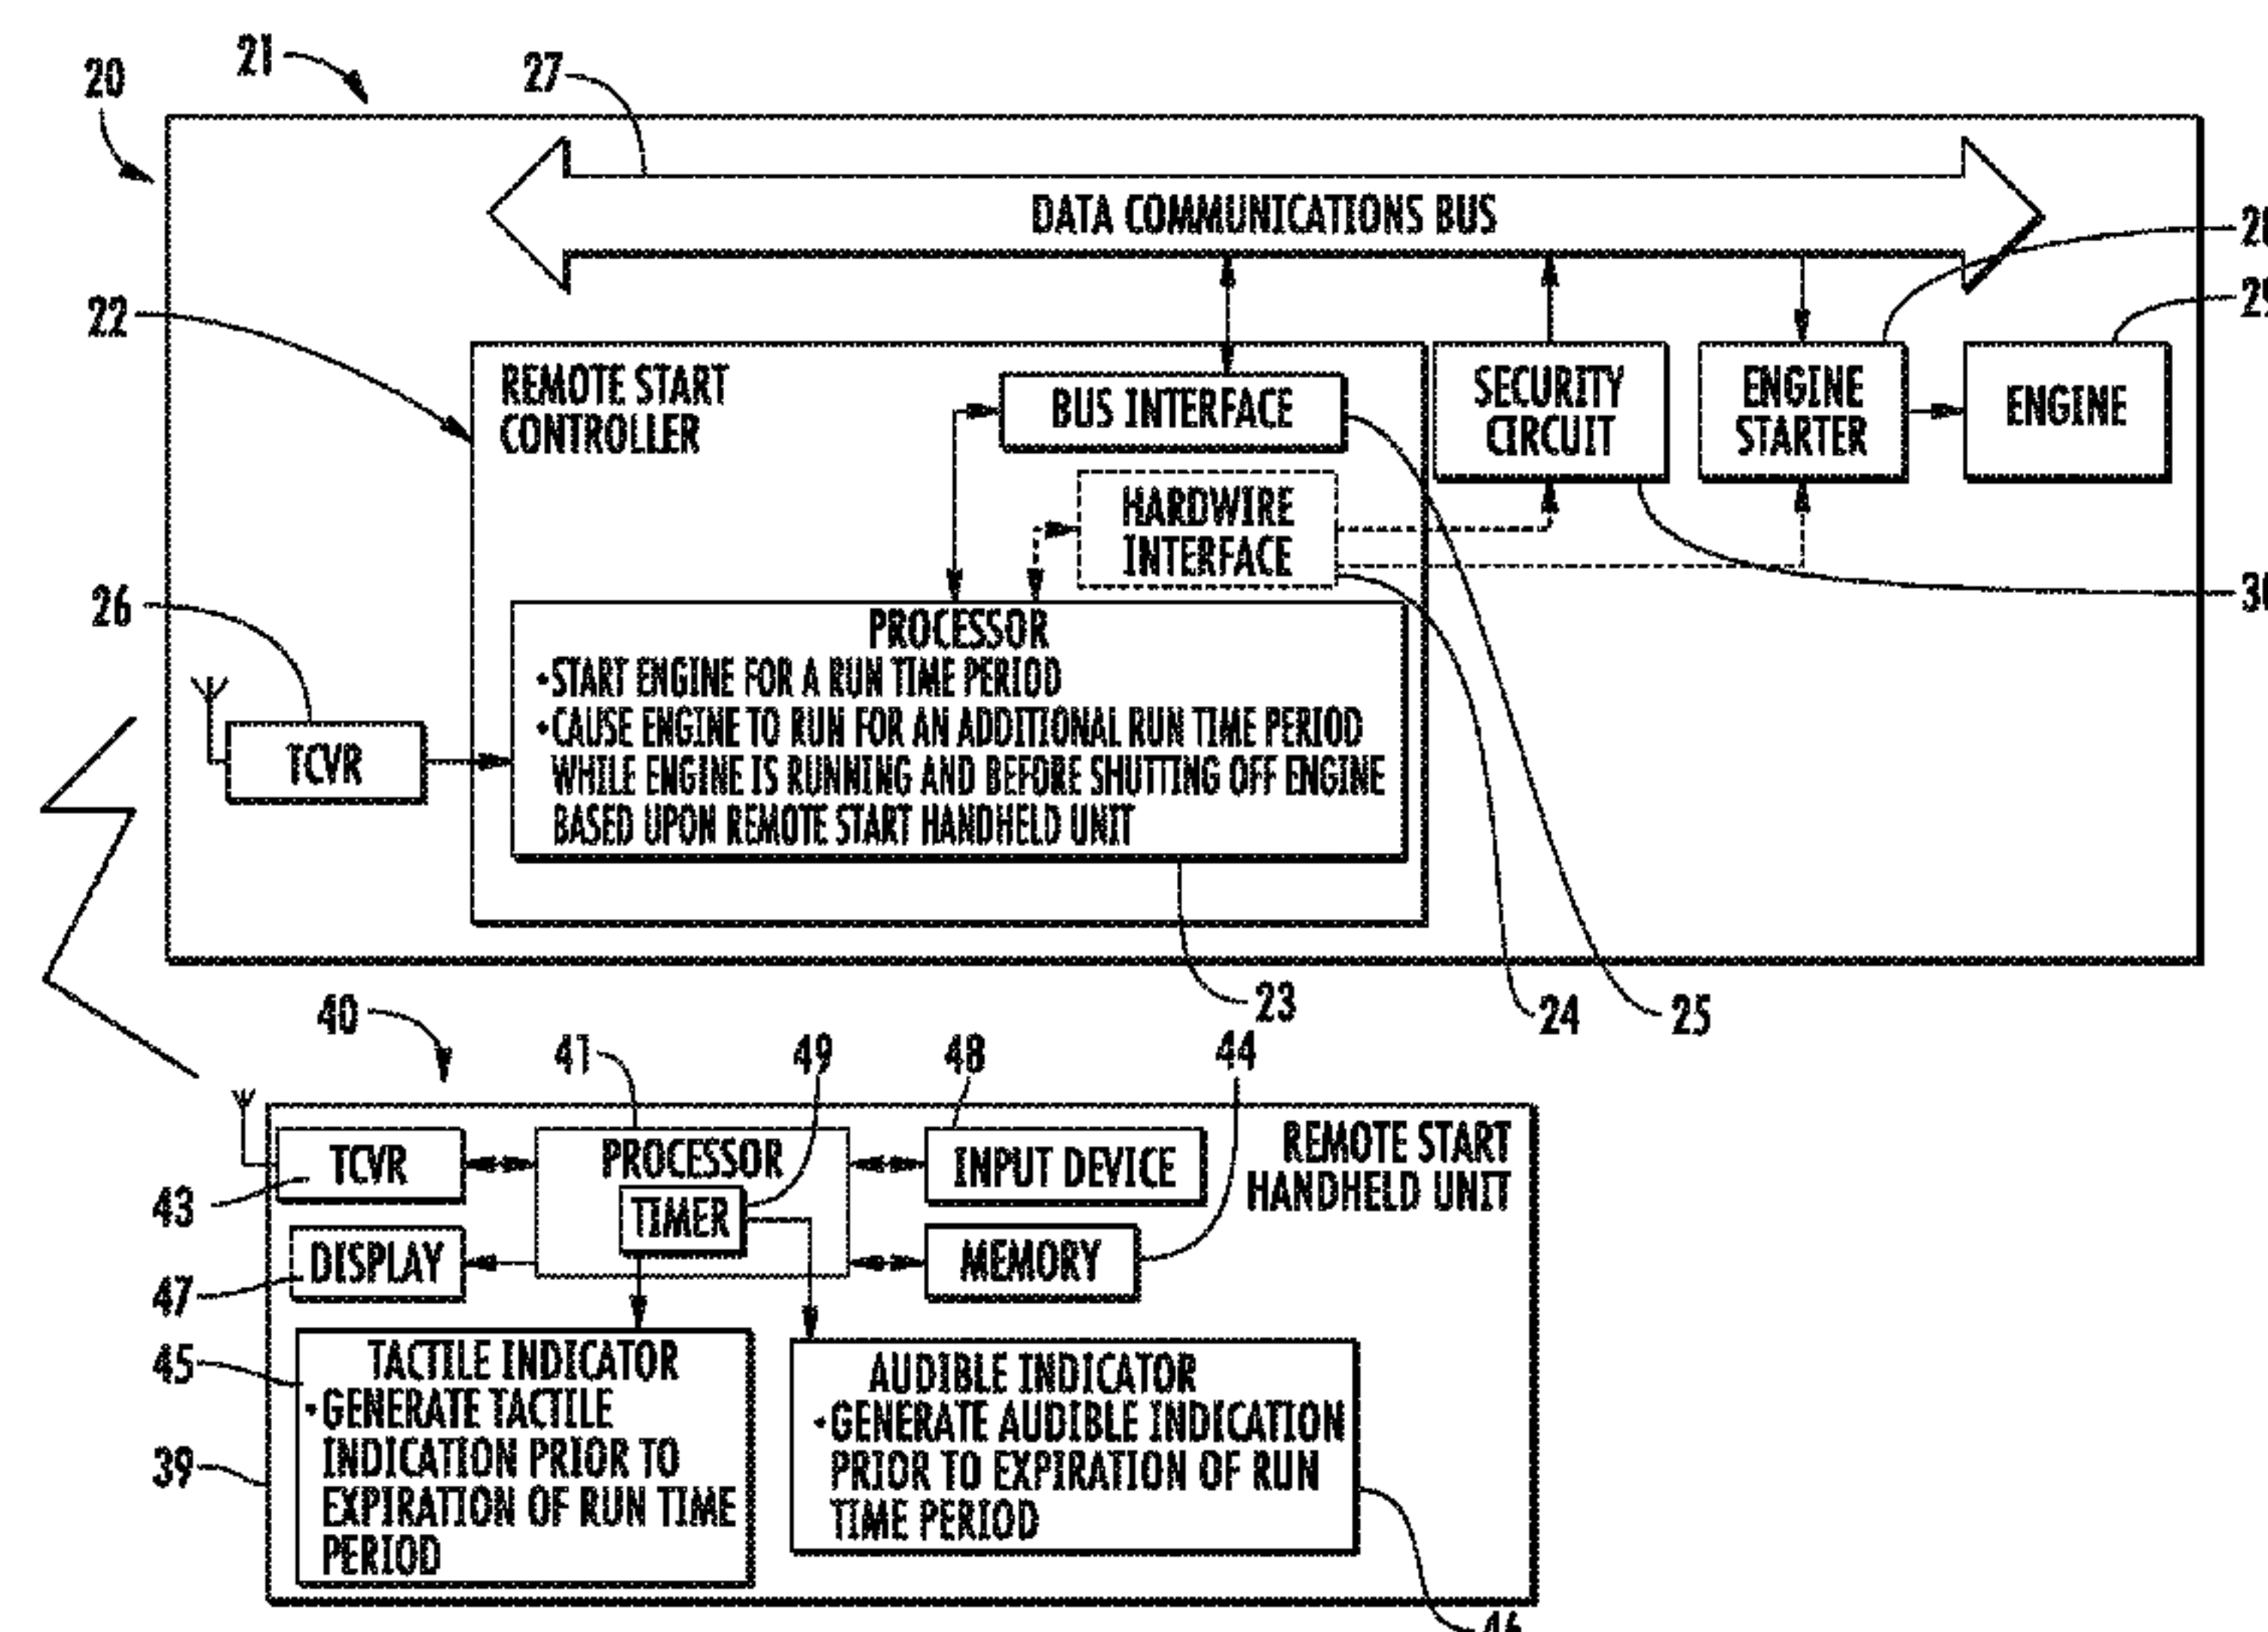 21
27
20
DATA COMMUNICATIONS BUS
22
REMOTE START
CONTROLLER
BUS INTERFACE
SECURITY
CIRCUIT
ENGINE
STARTER
ENGINE
HARDWIRE
INTERFACE
26
PROCESSOR
•START ENGINE FOR A RUN TIME PERIOD
•CAUSE ENGINE TO RUN FOR AN ADDITIONAL RUN TIME PERIOD
WHILE ENGINE IS RUNNING AND BEFORE SHUTTING OFF ENGINE
BASED UPON REMOTE START HANDHELD UNIT
TCVR
23
24
25
40
41
49
48
44
TCVR
PROCESSOR
INPUT DEVICE
REMOTE START
HANDHELD UNIT
43
TIMER
DISPLAY
MEMORY
47
45
TACTILE INDICATOR
•GENERATE TACTILE
INDICATION PRIOR TO
EXPIRATION OF RUN TIME
PERIOD
AUDIBLE INDICATOR
•GENERATE AUDIBLE INDICATION
PRIOR TO EXPIRATION OF RUN
TIME PERIOD
39